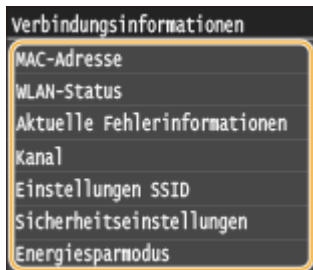 Verbindungsinformationen
MAC-Adresse
WLAN-Status
Aktuelle Fehlerinformationen
Kanal
Einstellungen SSID
Sicherheitseinstellungen
Energiesparmodus